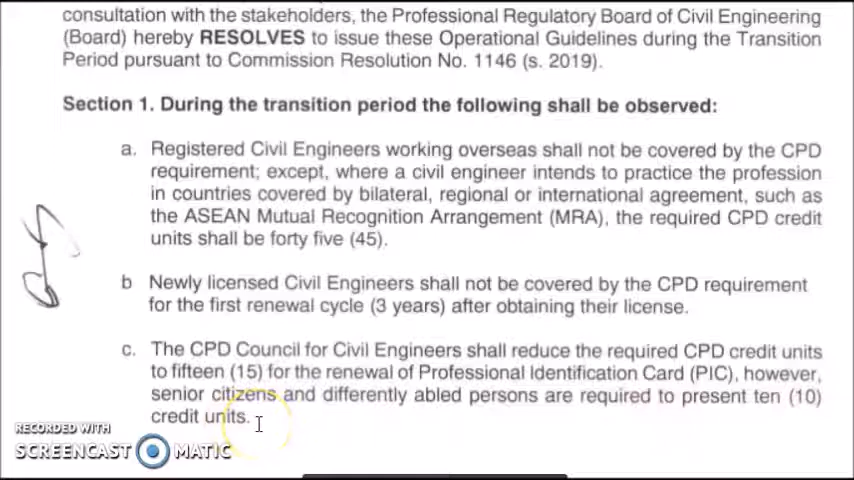 consultation with the stakeholders, the Professional Regulatory Board of Civil Engineering
(Board) hereby RESOLVES to issue these Operational Guidelines during the Transition
Period pursuant to Commission Resolution No. 1146 (s. 2019).
Section 1. During the transition period the following shall be observed:
a. Registered Civil Engineers working overseas shall not be covered by the CPD
requirement; except, where a civil engineer intends to practice the profession
in countries covered by bilateral, regional or international agreement, such as
the ASEAN Mutual Recognition Arrangement (MRA), the required CPD credit
units shall be forty five (45).
b Newly licensed Civil Engineers shall not be covered by the CPD requirement
for the first renewal cycle (3 years) after obtaining their license.
c. The CPD Council for Civil Engineers shall reduce the required CPD credit units
to fifteen (15) for the renewal of Professional Identification Card (PIC), however,
senior citizens and differently abled persons are required to present ten (10)
credit units.
RECORDED WITH
SCREENCAST MATIC